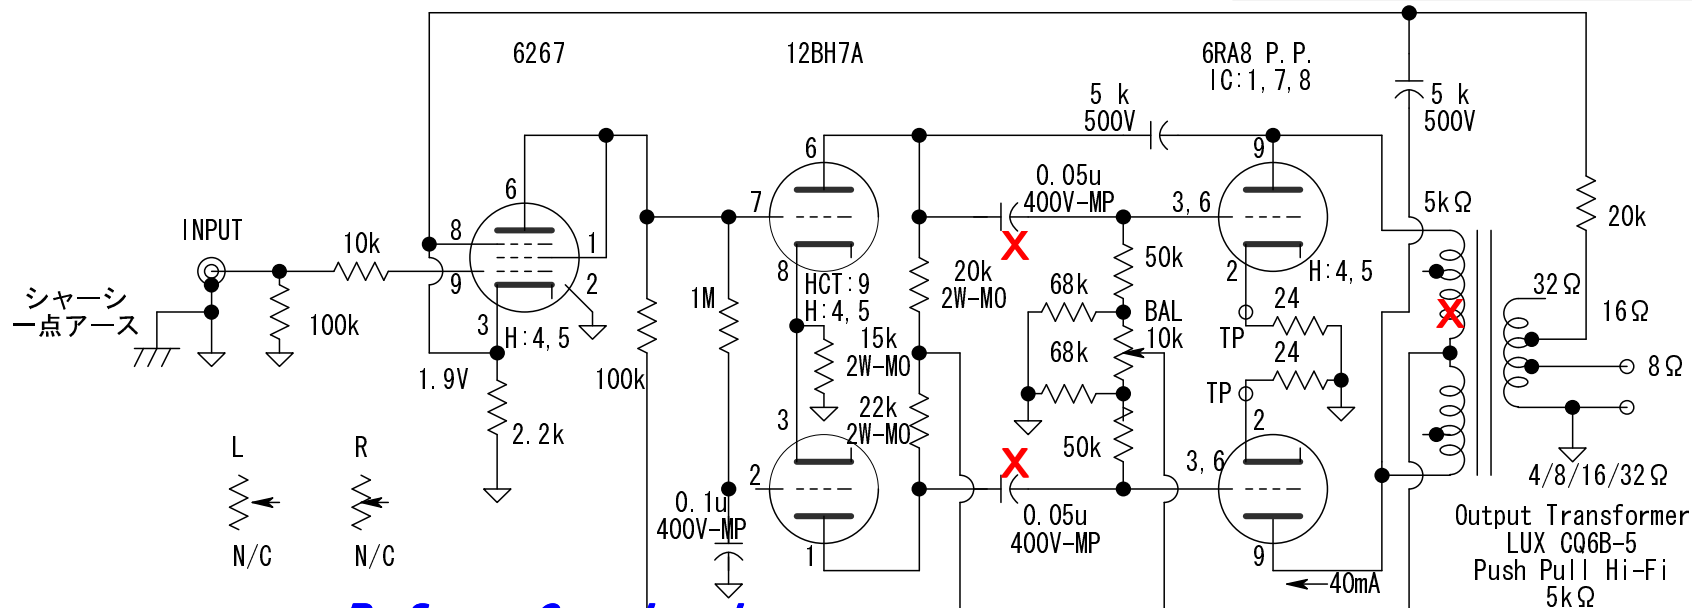 6267
12BH7A
6RA8 P.P.
IC:1,7,8
5 k
500V
5 k
500V
6
9
0.05u
400V-MP
6
7
3,6
5kΩ
INPUT
8
1
10k
20k
9
2
8
HCT:9
H:4,5
20k
2W-MO
50k
2
H:4,5
シャーシ
一点アース
100k
3
H:4,5
1M
68k
BAL
10k
24
TP
32Ω
16Ω
15k
2W-MO
68k
24
1.9V
100k
8Ω
TP
22k
2W-MO
3
2
2.2k
50k
L
R
2
3,6
4/8/16/32Ω
0.1u
400V-MP
0.05u
400V-MP
Output Transformer
LUX CQ6B-5
Push Pull Hi-Fi
5kΩ
N/C
N/C
1
9
40mA